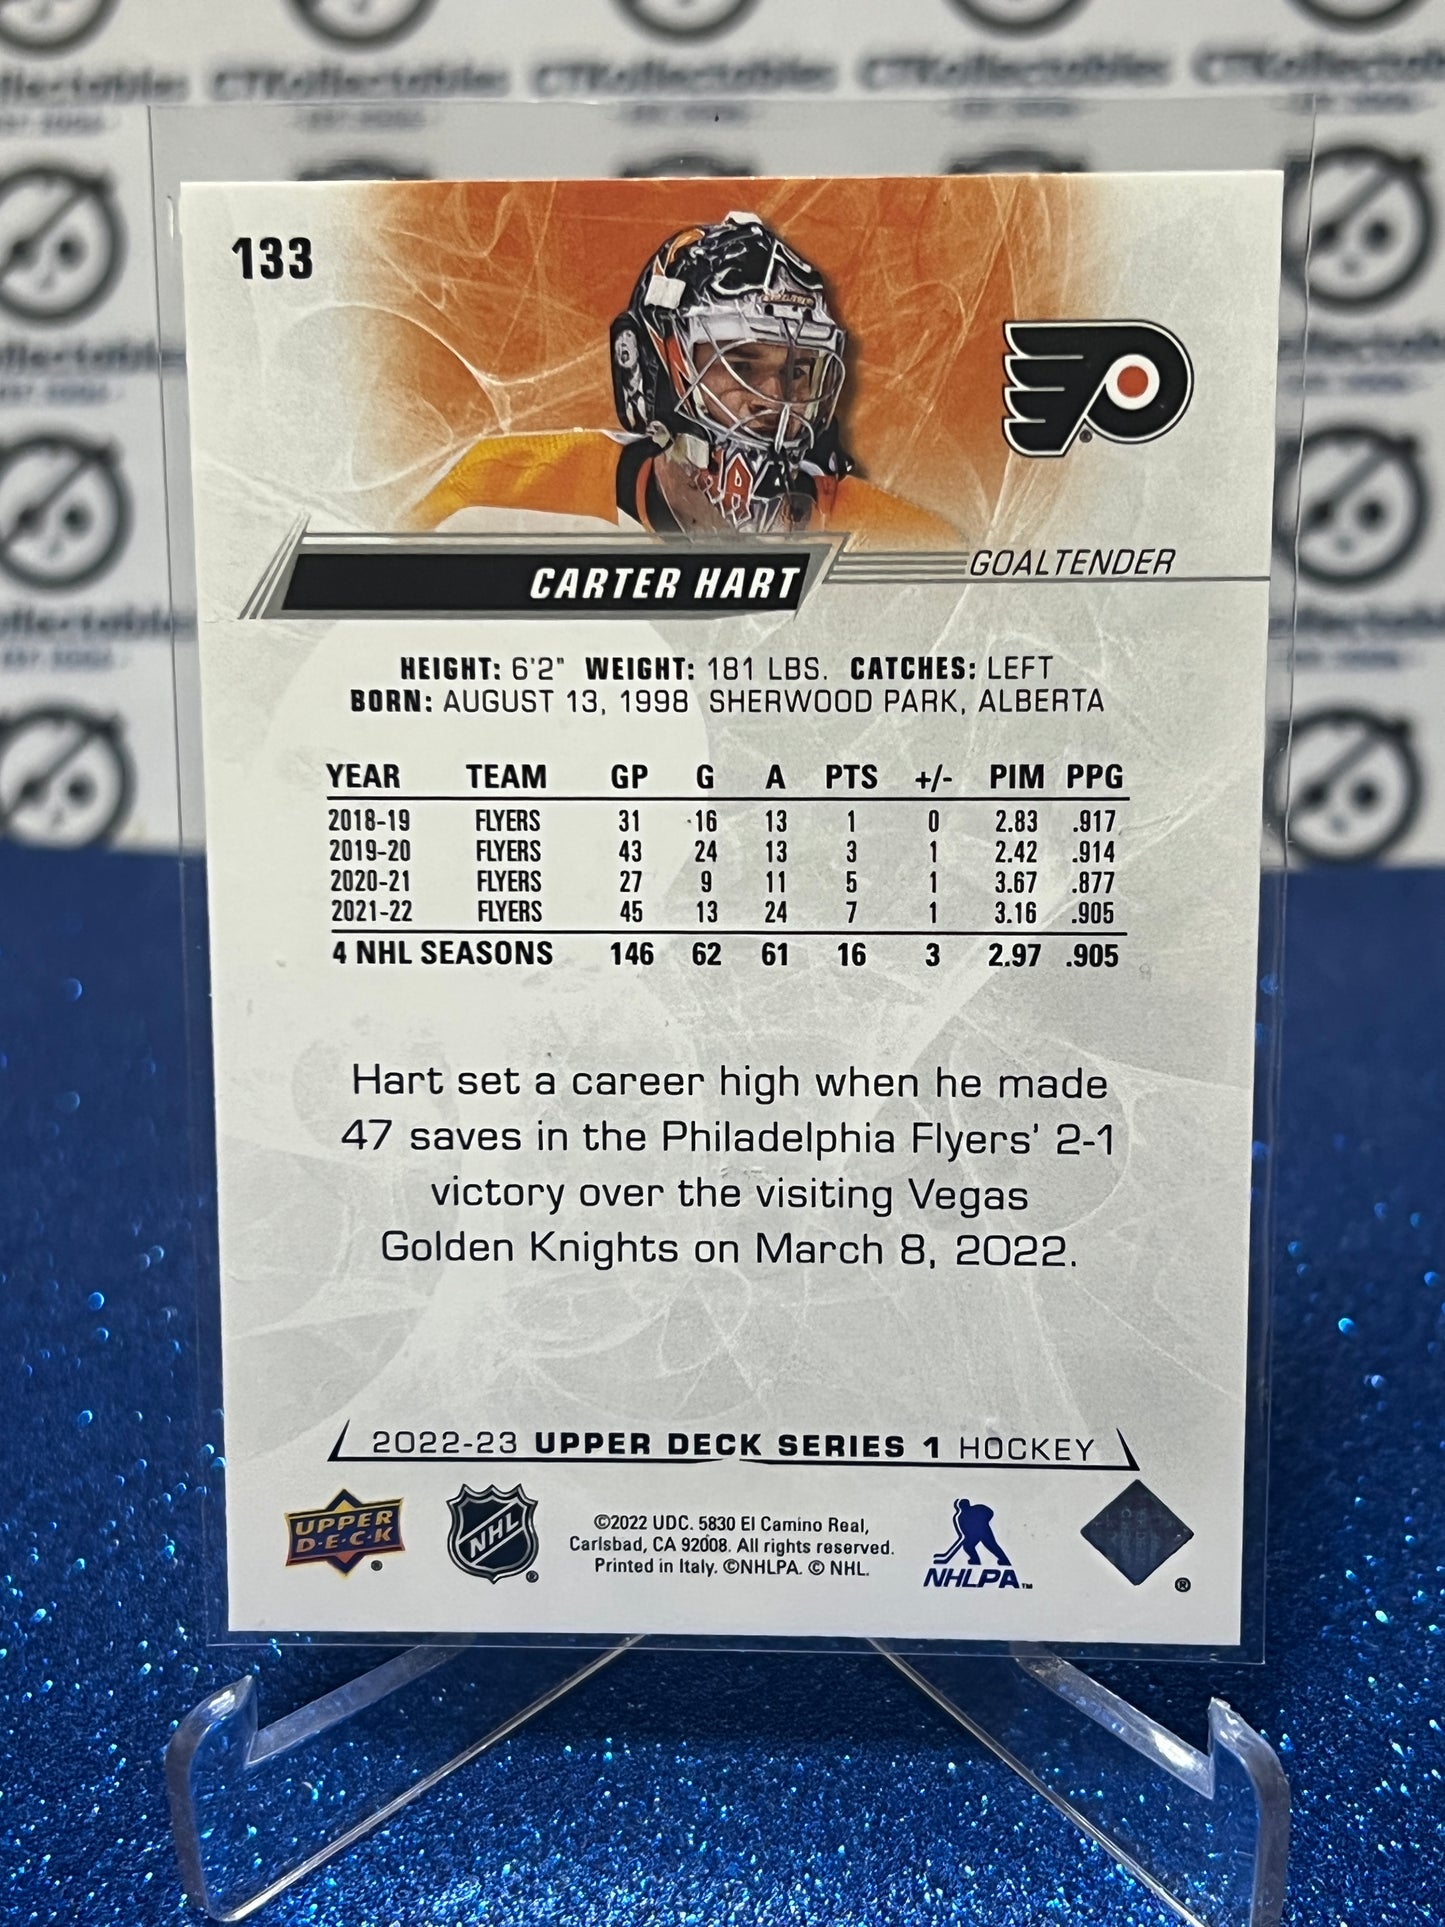 CTKollectables CTKollectables CTKollectables
133
CARTER HART
GOALTENDER
HEIGHT: 6'2" WEIGHT: 181 LBS. CATCHES: LEFT
BORN: AUGUST 13, 1998 SHERWOOD PARK, ALBERTA
YEAR TEAM GP G A PTS +/- PIM PPG
2018-19 FLYERS 31 16 13 1 0 2.83 .917
2019-20 FLYERS 43 24 13 3 1 2.42 .914
2020-21 FLYERS 27 9 11 5 1 3.67 .877
2021-22 FLYERS 45 13 24 7 1 3.16 .905
4 NHL SEASONS 146 62 61 16 3 2.97 .905
Hart set a career high when he made
47 saves in the Philadelphia Flyers' 2-1
victory over the visiting Vegas
Golden Knights on March 8, 2022.
2022-23 UPPER DECK SERIES 1 HOCKEY
UPPER
D·E·C·K ®
NHL ®
©2022 UDC. 5830 El Camino Real,
Carlsbad, CA 92008. All rights reserved.
Printed in Italy. ©NHLPA. © NHL.
NHLPA™
®